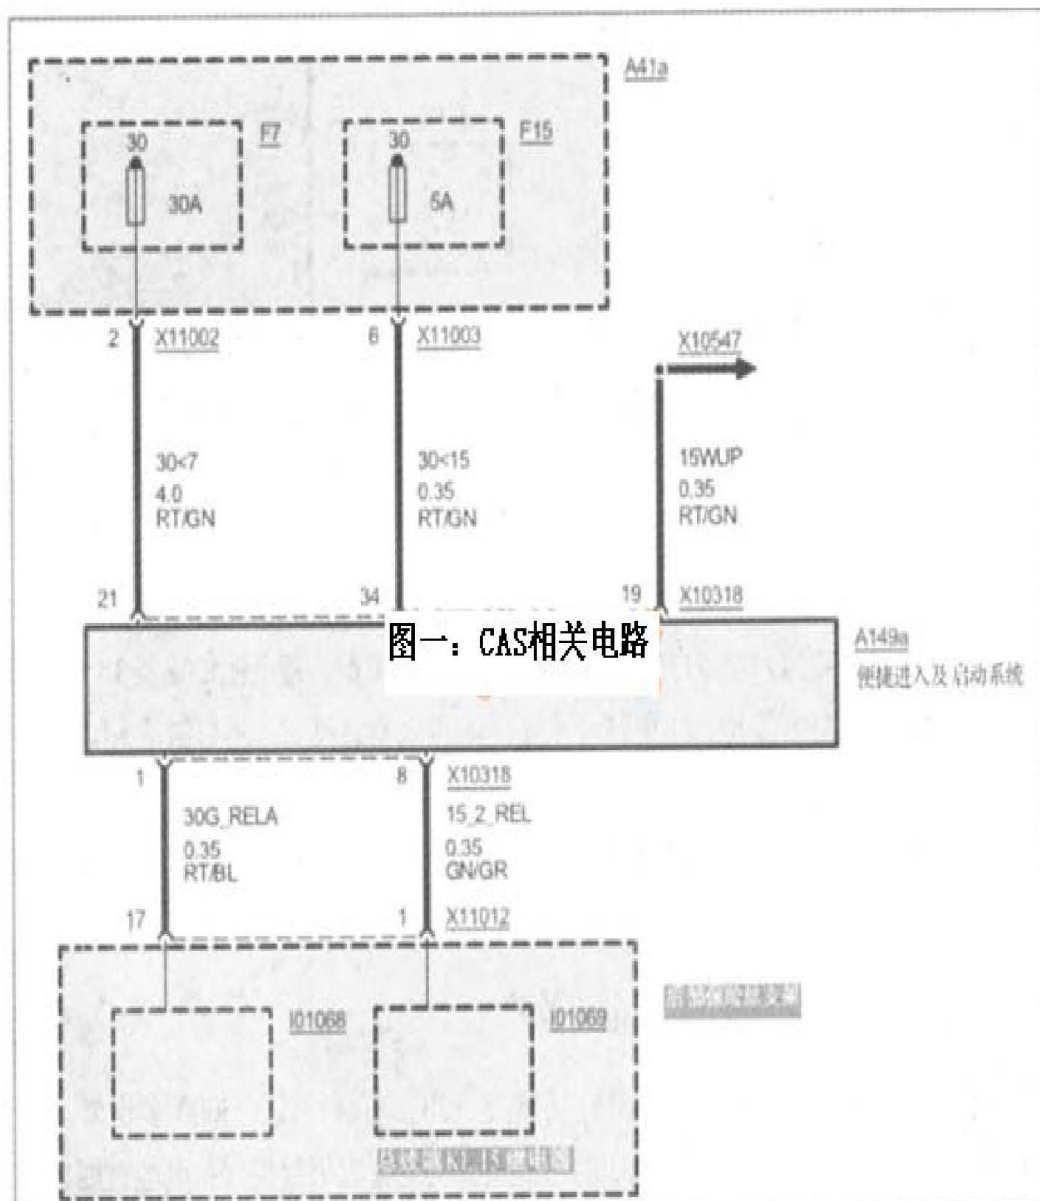 A41a
F7
F15
30
30
30A
5A
2
X11002
6
X11003
X10547
30<7
4.0
RT/GN
30<15
0.35
RT/GN
15WUP
0.35
RT/GN
21
34
19
X10318
图一：CAS相关电路
A149a
便捷进入及启动系统
1
8
X10318
30G_RELA
0.35
RT/BL
15_2_REL
0.35
GN/GR
17
1
X11012
I01068
I01069